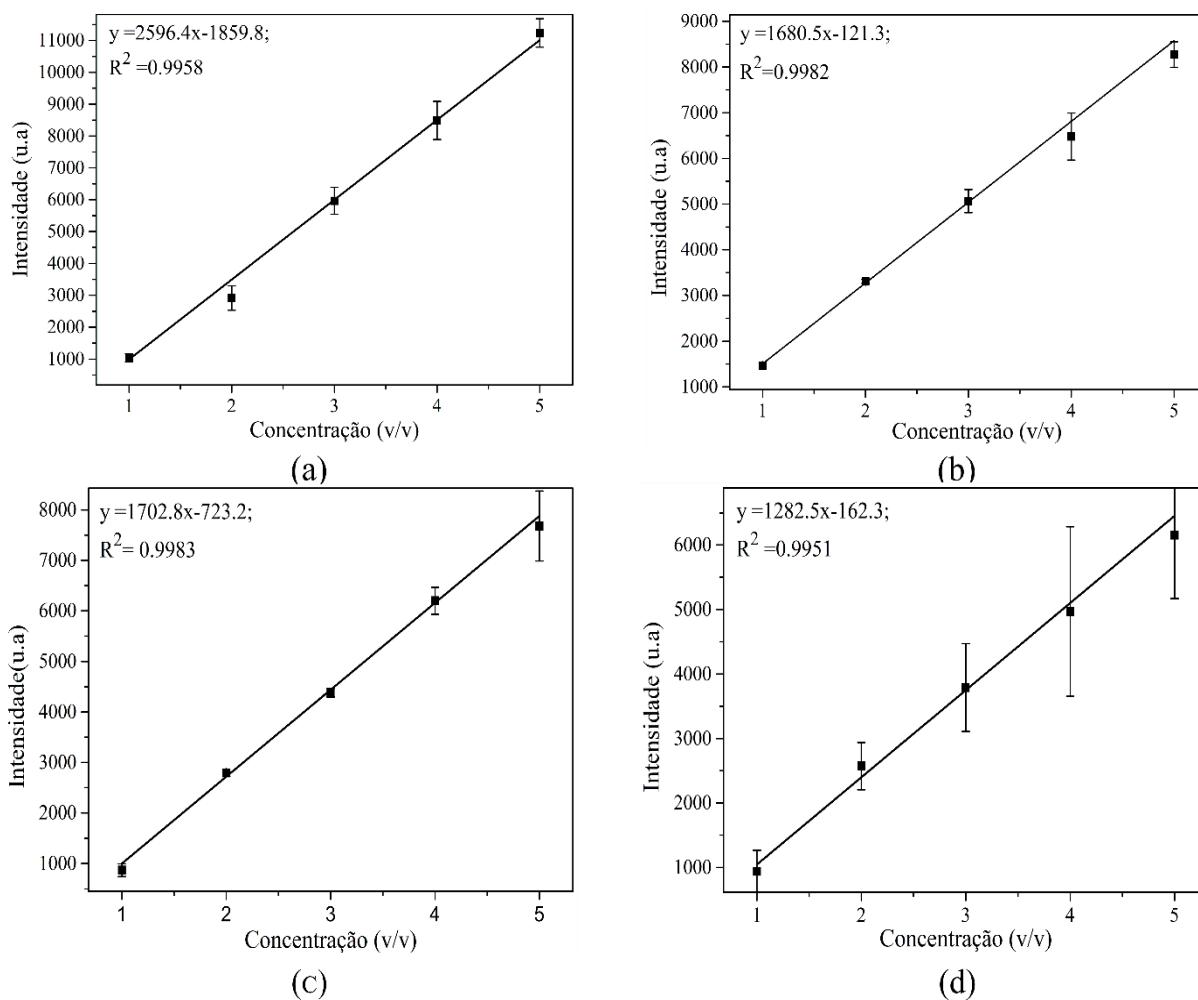 y =2596.4x-1859.8;
R² =0.9958
Intensidade (u.a)
11000
10000
9000
8000
7000
6000
5000
4000
3000
2000
1000
1 2 3 4 5
Concentração (v/v)
(a)
y =1680.5x-121.3;
R²=0.9982
Intensidade (u.a)
9000
8000
7000
6000
5000
4000
3000
2000
1000
1 2 3 4 5
Concentração (v/v)
(b)
y =1702.8x-723.2;
R²= 0.9983
Intensidade(u.a)
8000
7000
6000
5000
4000
3000
2000
1000
1 2 3 4 5
Concentração (v/v)
(c)
y =1282.5x-162.3;
R² =0.9951
Intensidade (u.a)
6000
5000
4000
3000
2000
1000
1 2 3 4 5
Concentração (v/v)
(d)